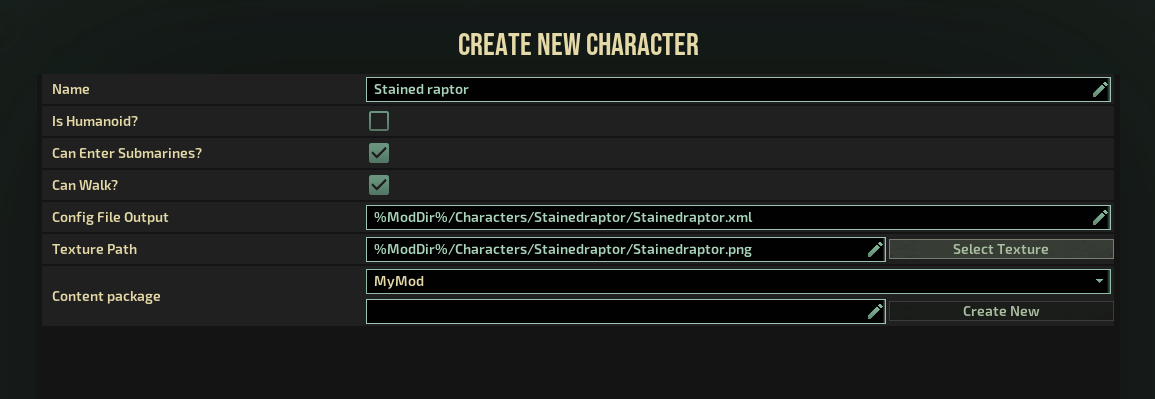 CREATE NEW CHARACTER
Name Stained raptor
Is Humanoid?
Can Enter Submarines?
Can Walk?
Config File Output %ModDir%/Characters/Stainedraptor/Stainedraptor.xml
Texture Path %ModDir%/Characters/Stainedraptor/Stainedraptor.png Select Texture
Content package MyMod
Create New